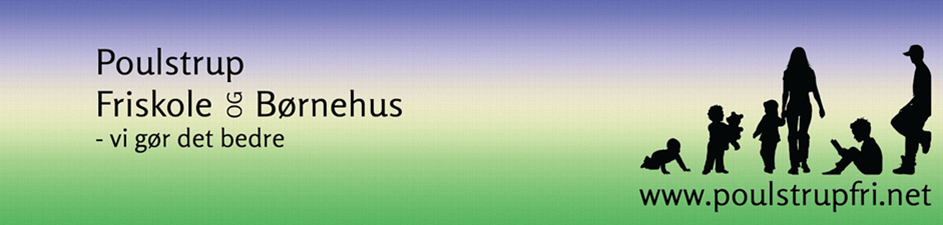 Poulstrup
Friskole OG Børnehus
- vi gør det bedre
www.poulstrupfri.net